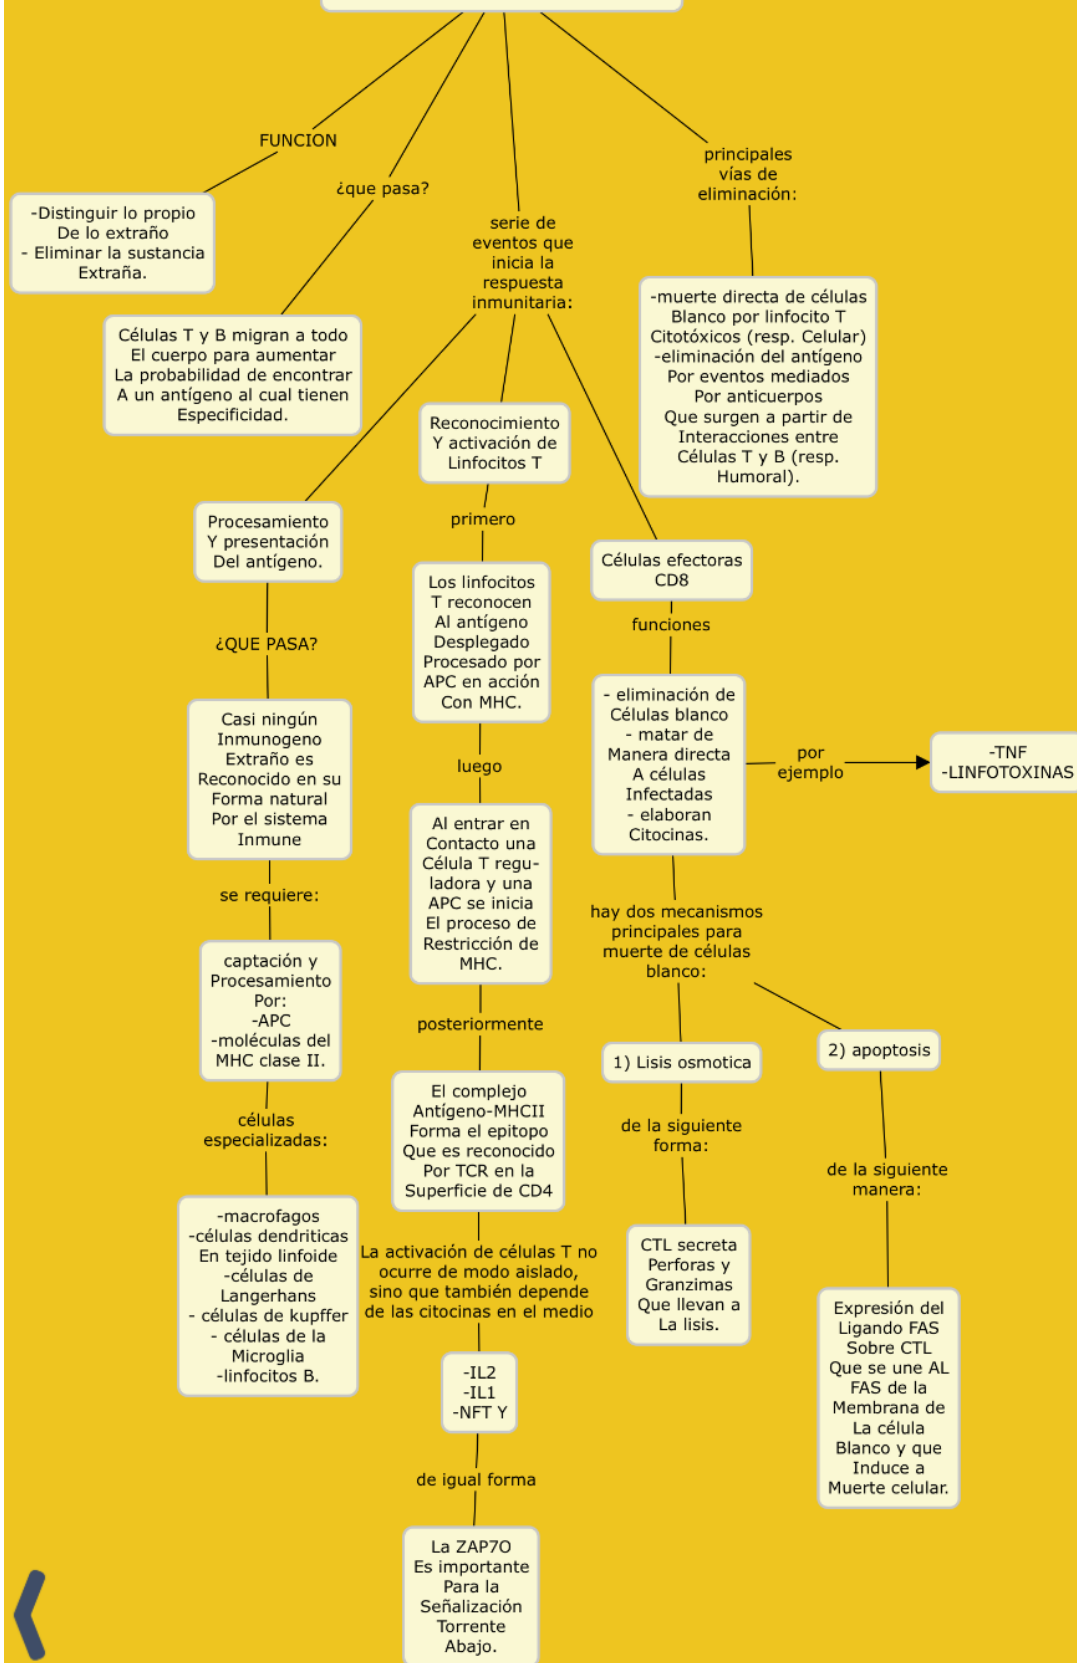 FUNCION
-Distinguir lo propio
De lo extraño
- Eliminar la sustancia
Extraña.
¿que pasa?
Células T y B migran a todo
El cuerpo para aumentar
La probabilidad de encontrar
A un antígeno al cual tienen
Especificidad.
serie de
eventos que
inicia la
respuesta
inmunitaria:
principales
vías de
eliminación:
-muerte directa de células
Blanco por linfocito T
Citotóxicos (resp. Celular)
-eliminación del antígeno
Por eventos mediados
Por anticuerpos
Que surgen a partir de
Interacciones entre
Células T y B (resp.
Humoral).
Procesamiento
Y presentación
Del antígeno.
¿QUE PASA?
Casi ningún
Inmunogeno
Extraño es
Reconocido en su
Forma natural
Por el sistema
Inmune
se requiere:
captación y
Procesamiento
Por:
-APC
-moléculas del
MHC clase II.
células
especializadas:
-macrofagos
-células dendriticas
En tejido linfoide
-células de
Langerhans
- células de kupffer
- células de la
Microglia
-linfocitos B.
Reconocimiento
Y activación de
Linfocitos T
primero
Los linfocitos
T reconocen
Al antígeno
Desplegado
Procesado por
APC en acción
Con MHC.
luego
Al entrar en
Contacto una
Célula T regu-
ladora y una
APC se inicia
El proceso de
Restricción de
MHC.
posteriormente
El complejo
Antígeno-MHCII
Forma el epitopo
Que es reconocido
Por TCR en la
Superficie de CD4
La activación de células T no
ocurre de modo aislado,
sino que también depende
de las citocinas en el medio
-IL2
-IL1
-NFT Y
de igual forma
La ZAP7O
Es importante
Para la
Señalización
Torrente
Abajo.
Células efectoras
CD8
funciones
- eliminación de
Células blanco
- matar de
Manera directa
A células
Infectadas
- elaboran
Citocinas.
por
ejemplo
-TNF
-LINFOTOXINAS
hay dos mecanismos
principales para
muerte de células
blanco:
1) Lisis osmotica
de la siguiente
forma:
CTL secreta
Perforas y
Granzimas
Que llevan a
La lisis.
2) apoptosis
de la siguiente
manera:
Expresión del
Ligando FAS
Sobre CTL
Que se une AL
FAS de la
Membrana de
La célula
Blanco y que
Induce a
Muerte celular.